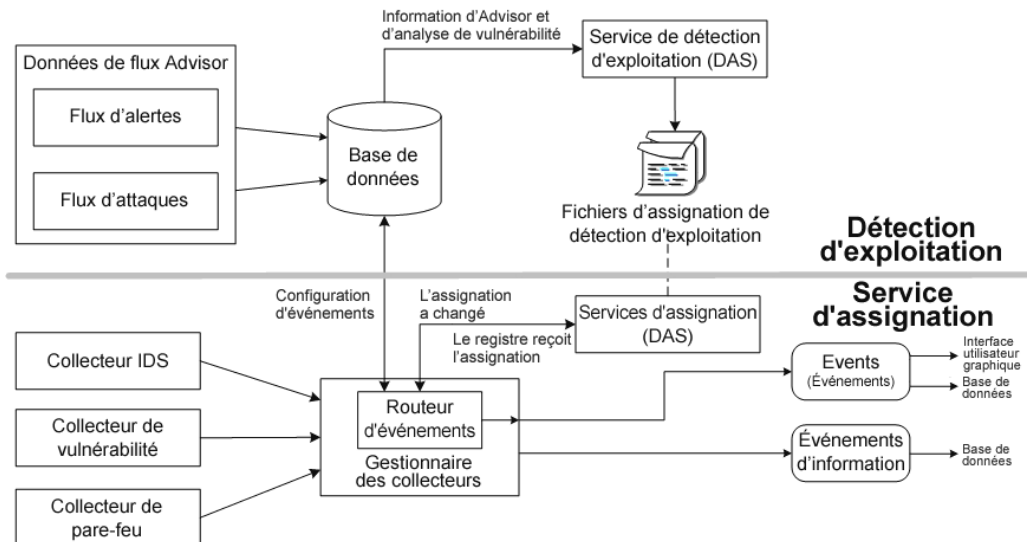 Information d'Advisor et
d'analyse de vulnérabilité
Données de flux Advisor
Flux d'alertes
Flux d'attaques
Base de
données
Service de détection
d'exploitation (DAS)
Fichiers d'assignation de
détection d'exploitation
Détection
d'exploitation
Service
d'assignation
Configuration
d'événements
L'assignation
a changé
Le registre reçoit
l'assignation
Services d'assignation
(DAS)
Collecteur IDS
Collecteur de
vulnérabilité
Collecteur de
pare-feu
Routeur
d'événements
Gestionnaire
des collecteurs
Events
(Événements)
Interface
utilisateur
graphique
Base de
données
Événements
d'information
Base de
données